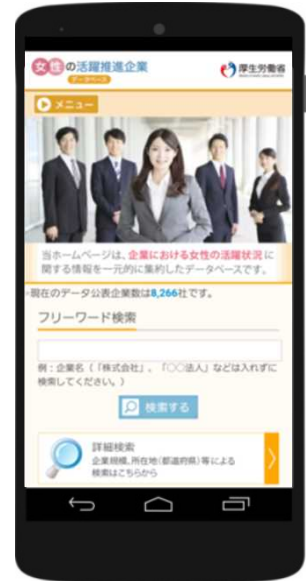 女性の活躍推進企業
データベース
厚生労働省
メニュー
当ホームページは、企業における女性の活躍状況に
関する情報を一元的に集約したデータベースです。
現在のデータ公表企業数は8,266社です。
フリーワード検索
例：企業名（「株式会社」、「〇〇法人」などは入れずに
検索してください。）
検索する
詳細検索
企業規模、所在地(都道府県)等による
検索はこちらから